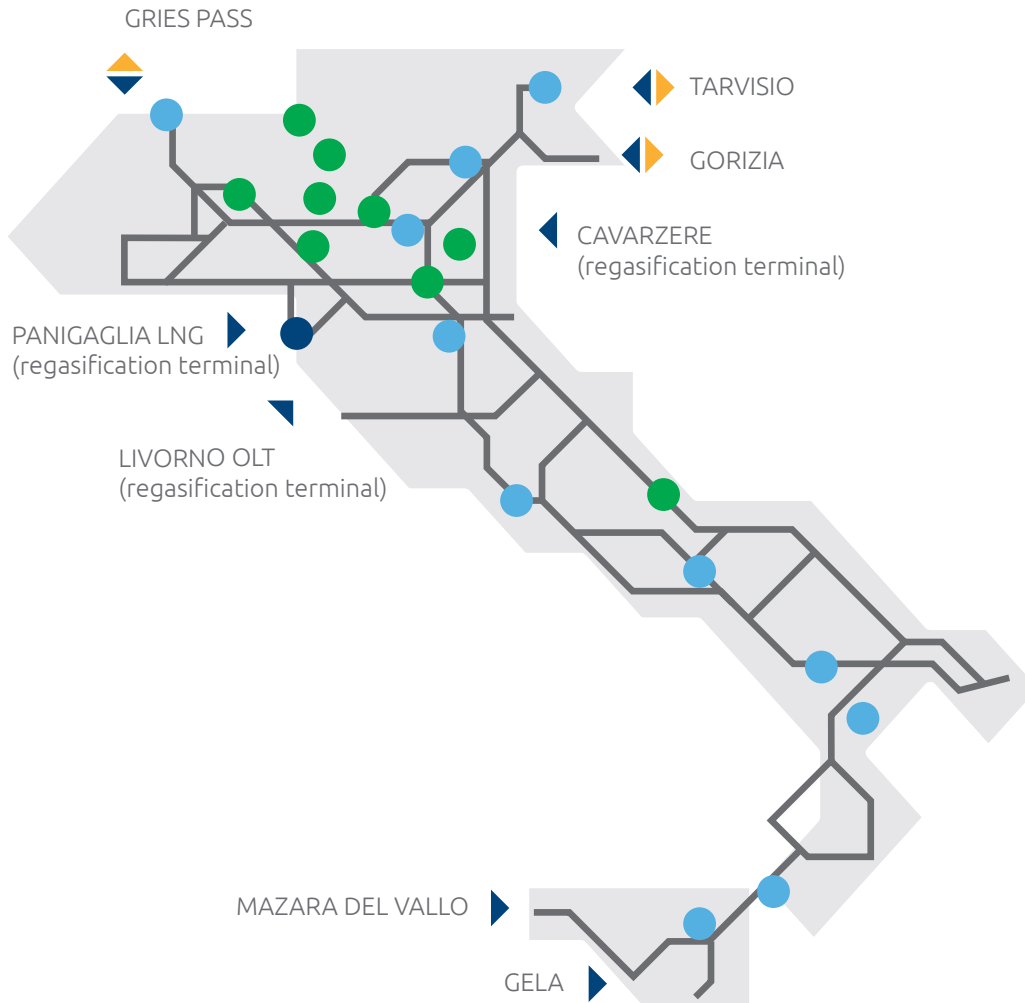 GRIES PASS
TARVISIO
GORIZIA
CAVARZERE
(regasification terminal)
PANIGAGLIA LNG
(regasification terminal)
LIVORNO OLT
(regasification terminal)
MAZARA DEL VALLO
GELA